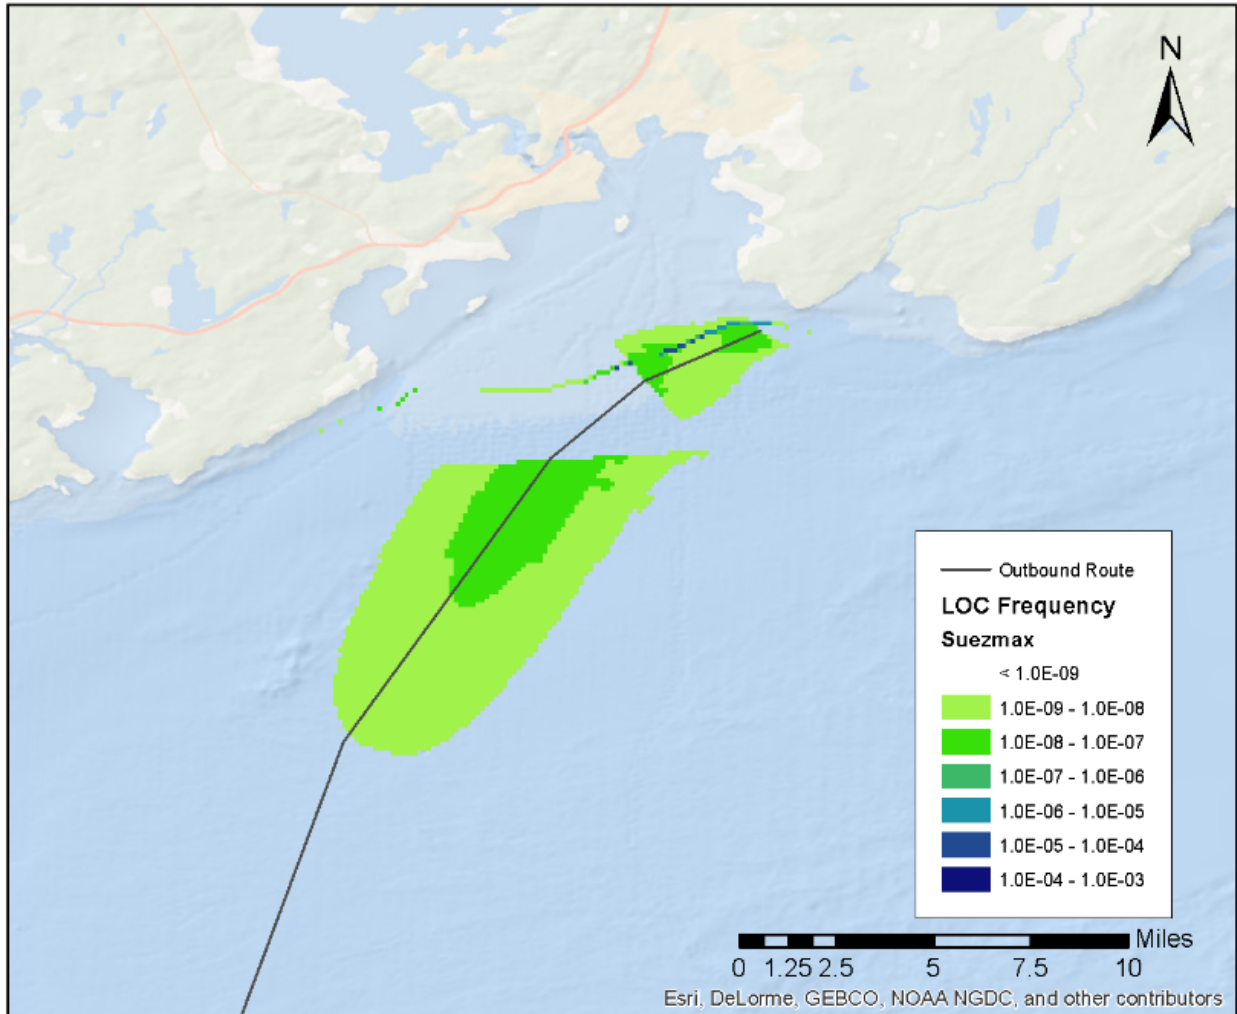 N
Outbound Route
LOC Frequency
Suezmax
< 1.0E-09
1.0E-09 - 1.0E-08
1.0E-08 - 1.0E-07
1.0E-07 - 1.0E-06
1.0E-06 - 1.0E-05
1.0E-05 - 1.0E-04
1.0E-04 - 1.0E-03
Miles
0 1.25 2.5 5 7.5 10
Esri, DeLorme, GEBCO, NOAA NGDC, and other contributors